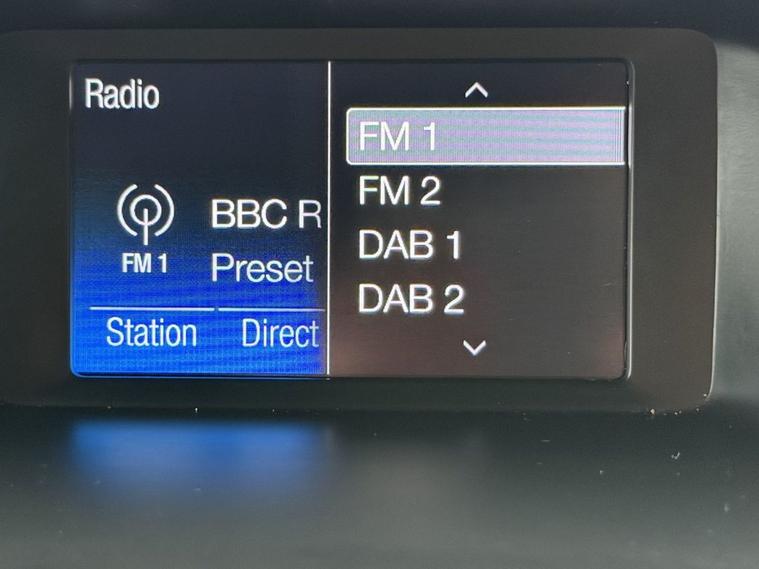 Radio
FM 1
BBC R
Preset
Station Direct
FM 1
FM 2
DAB 1
DAB 2